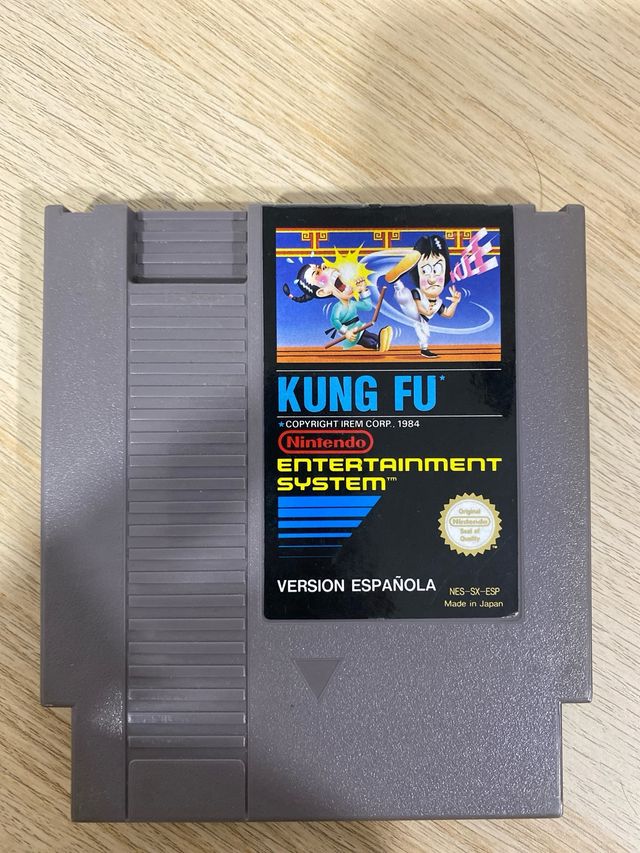 KUNG FU*
*COPYRIGHT IREM CORP., 1984
Nintendo
ENTERTAINMENT
SYSTEM™
Original
Nintendo
Seal of
Quality
VERSION ESPAÑOLA
NES-SX-ESP
Made in Japan